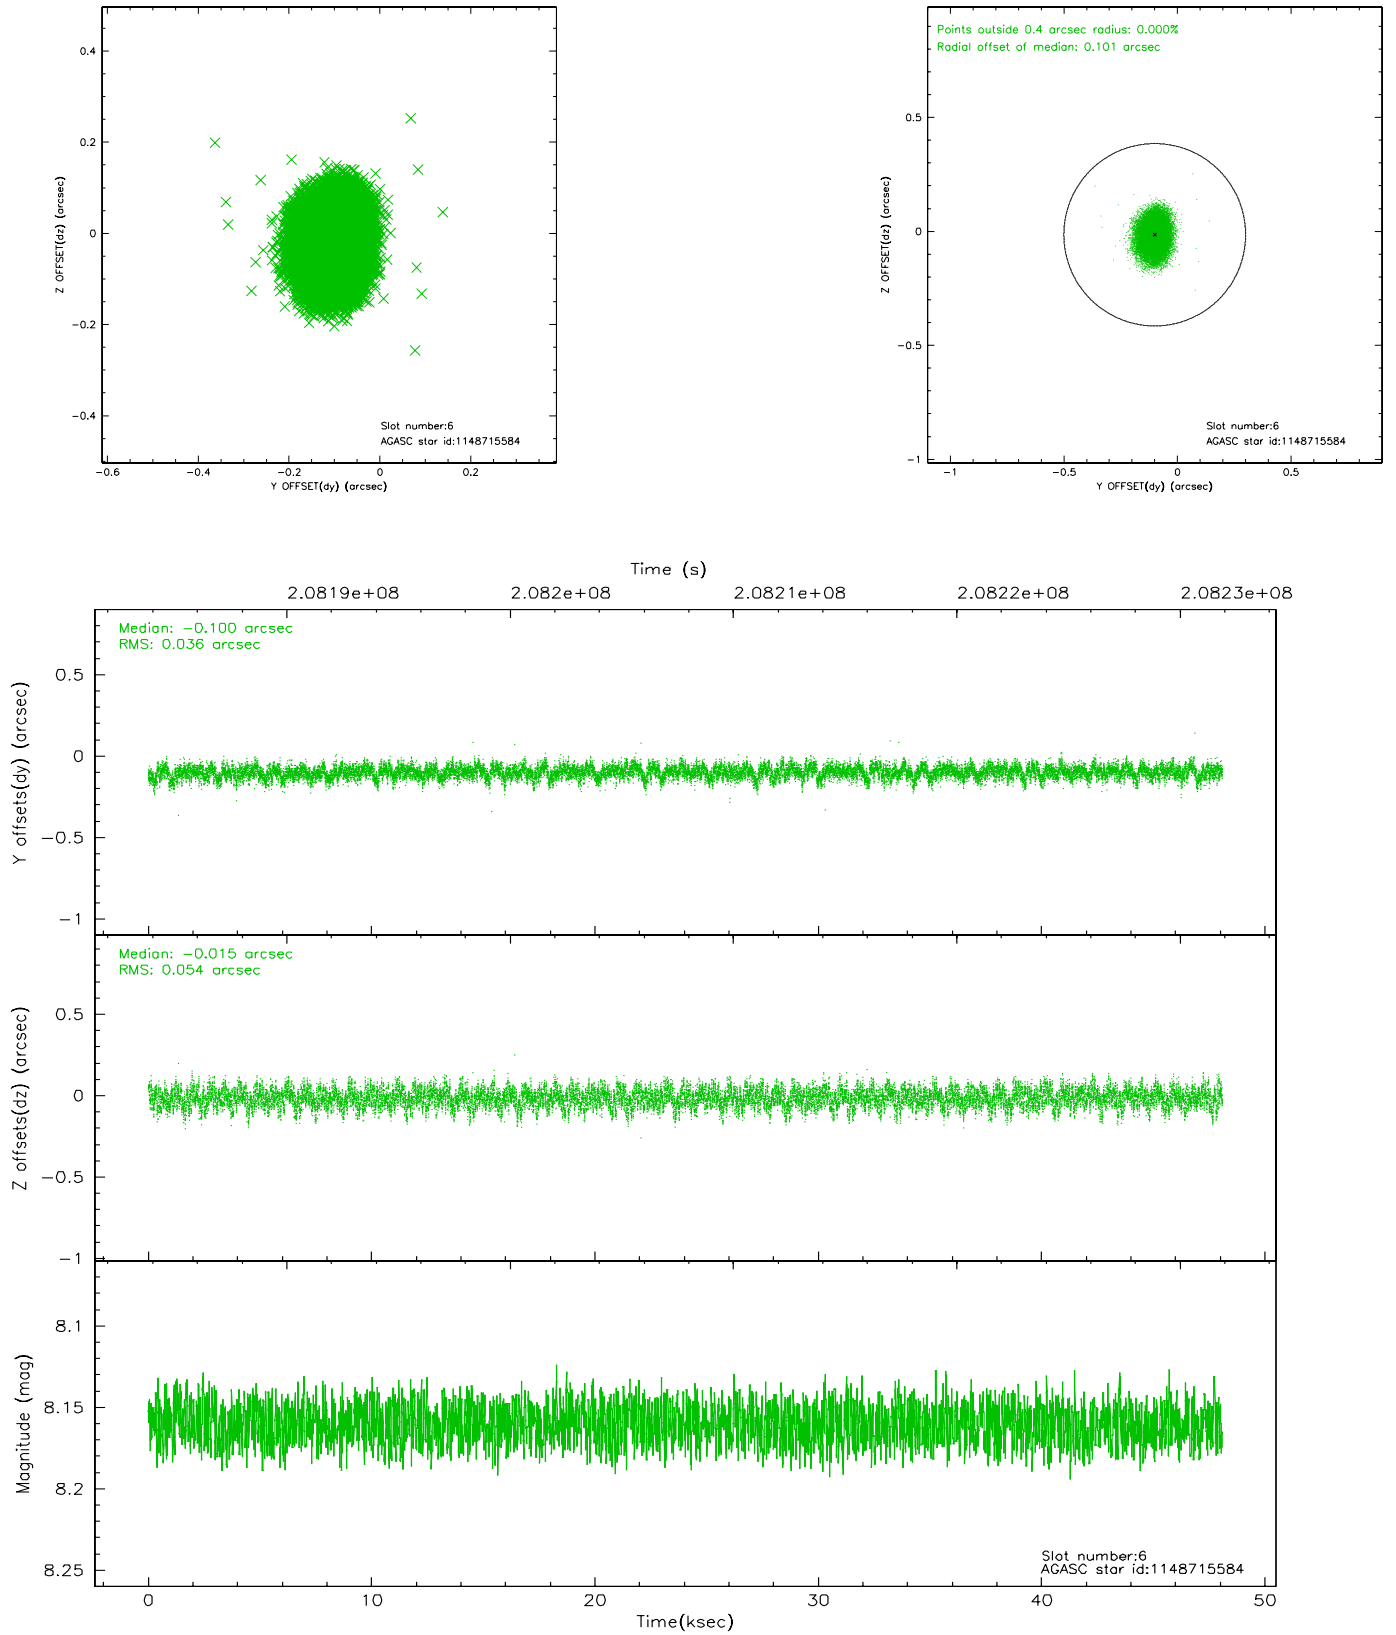 0.4
0.2
0
-0.2
-0.4
Z OFFSET(dz) (arcsec)
Slot number:6
AGASC star id:1148715584
-0.6 -0.4 -0.2 0 0.2
Y OFFSET(dy) (arcsec)
Points outside 0.4 arcsec radius: 0.000%
Radial offset of median: 0.101 arcsec
0.5
0
-0.5
-1
Z OFFSET(dz) (arcsec)
Slot number:6
AGASC star id:1148715584
-1 -0.5 0 0.5
Y OFFSET(dy) (arcsec)
Time (s)
2.0819e+08 2.082e+08 2.0821e+08 2.0822e+08 2.0823e+08
Median: -0.100 arcsec
RMS: 0.036 arcsec
0.5
0
-0.5
-1
Y offsets(dy) (arcsec)
Median: -0.015 arcsec
RMS: 0.054 arcsec
0.5
0
-0.5
-1
Z offsets(dz) (arcsec)
8.1
8.15
8.2
8.25
Magnitude (mag)
Slot number:6
AGASC star id:1148715584
0 10 20 30 40 50
Time(ksec)